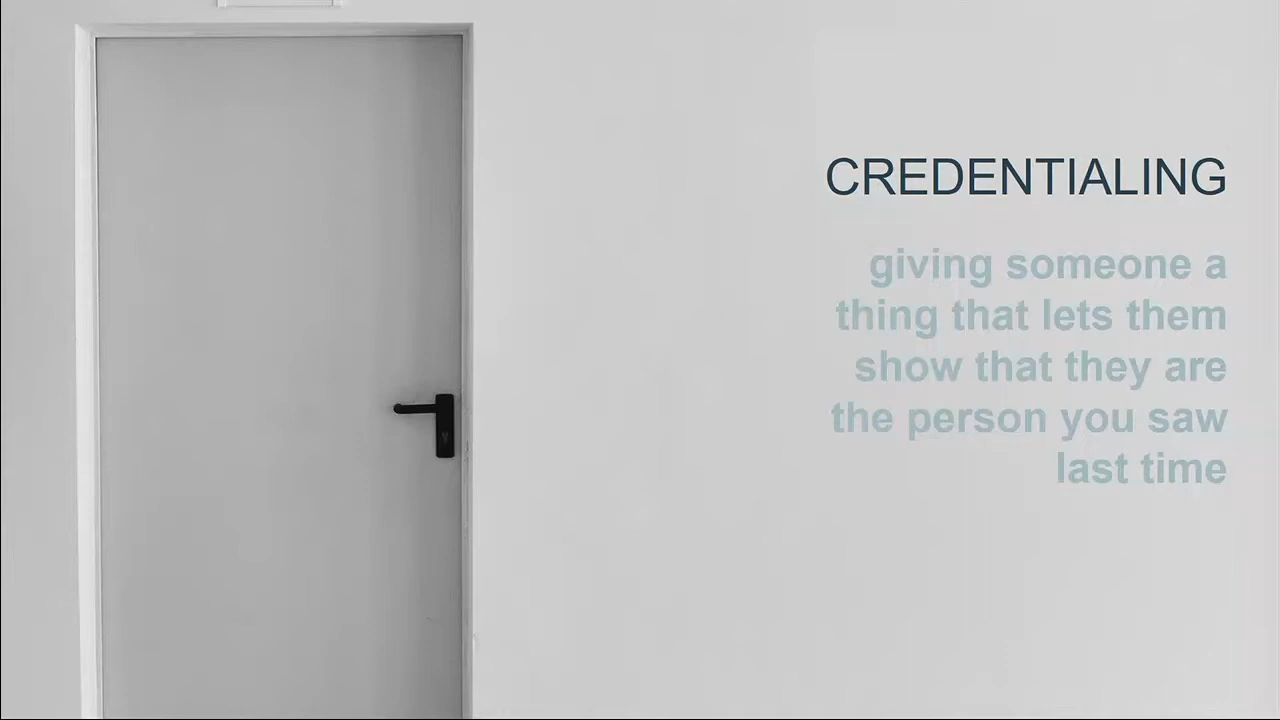 CREDENTIALING
giving someone a
thing that lets them
show that they are
the person you saw
last time